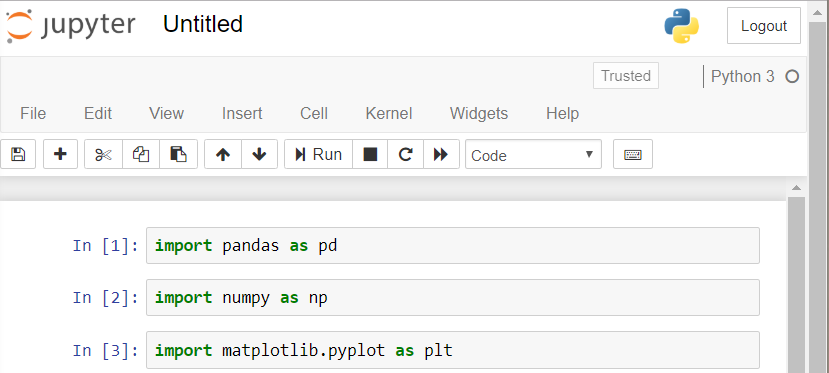 jupyter Untitled Logout
Trusted Python 3
File Edit View Insert Cell Kernel Widgets Help
Run Code
In [1]: import pandas as pd
In [2]: import numpy as np
In [3]: import matplotlib.pyplot as plt